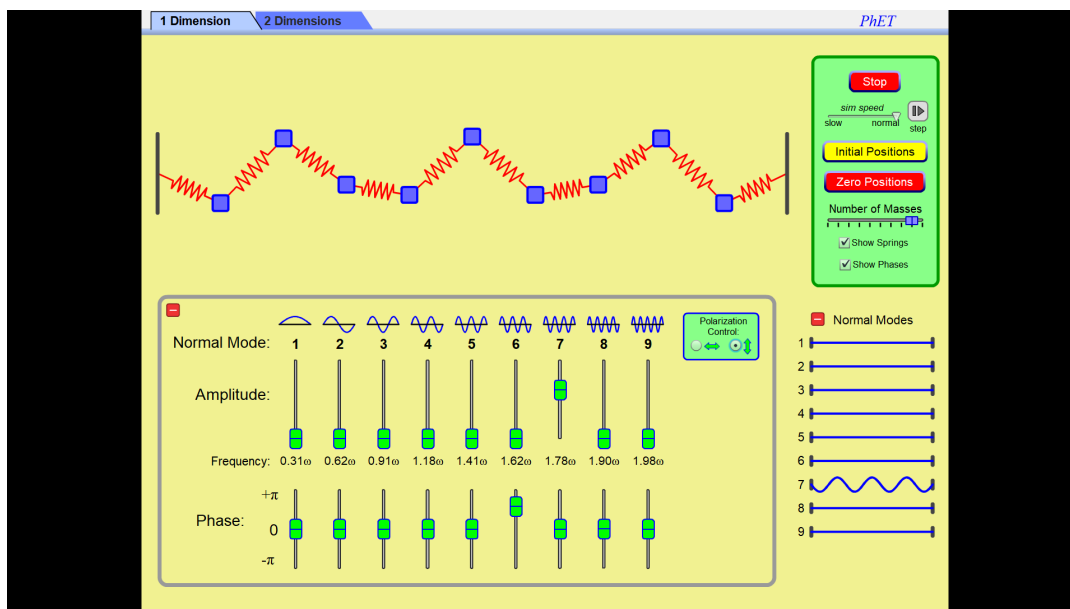 1 Dimension
2 Dimensions
PhET
Stop
sim speed
slow
normal
step
Initial Positions
Zero Positions
Number of Masses
Show Springs
Show Phases
Normal Mode:
1 2 3 4 5 6 7 8 9
Polarization
Control:
Amplitude:
Frequency: 0.31ω 0.62ω 0.91ω 1.18ω 1.41ω 1.62ω 1.78ω 1.90ω 1.98ω
+π
Phase: 0
-π
Normal Modes
1
2
3
4
5
6
7
8
9